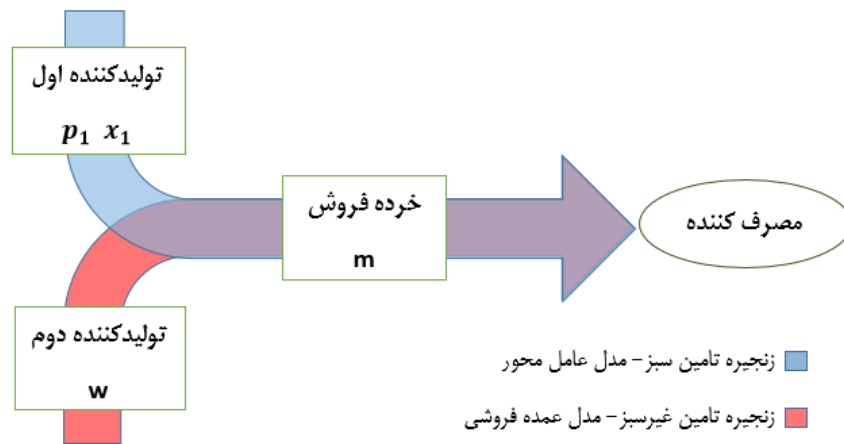 تولیدکننده اول
p₁ x₁
خرده فروش
m
مصرف کننده
تولیدکننده دوم
w
زنجیره تامین سبز – مدل عامل محور
زنجیره تامین غیرسبز – مدل عمده فروشی